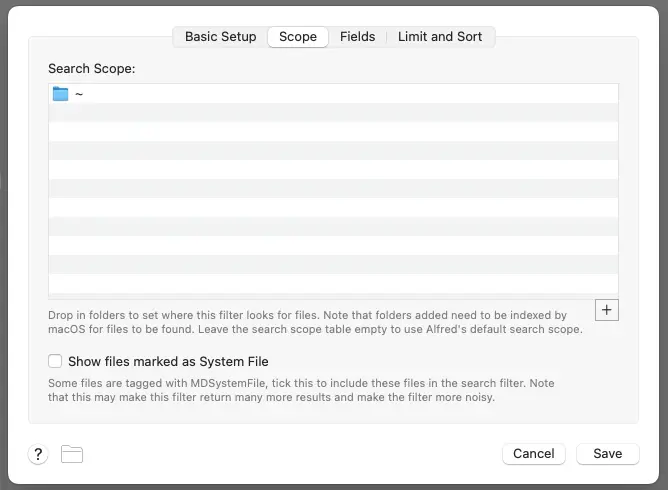 Basic Setup Scope Fields Limit and Sort
Search Scope:
~
+
Drop in folders to set where this filter looks for files. Note that folders added need to be indexed by
macOS for files to be found. Leave the search scope table empty to use Alfred's default search scope.
Show files marked as System File
Some files are tagged with MDSystemFile, tick this to include these files in the search filter. Note
that this may make this filter return many more results and make the filter more noisy.
? Cancel Save